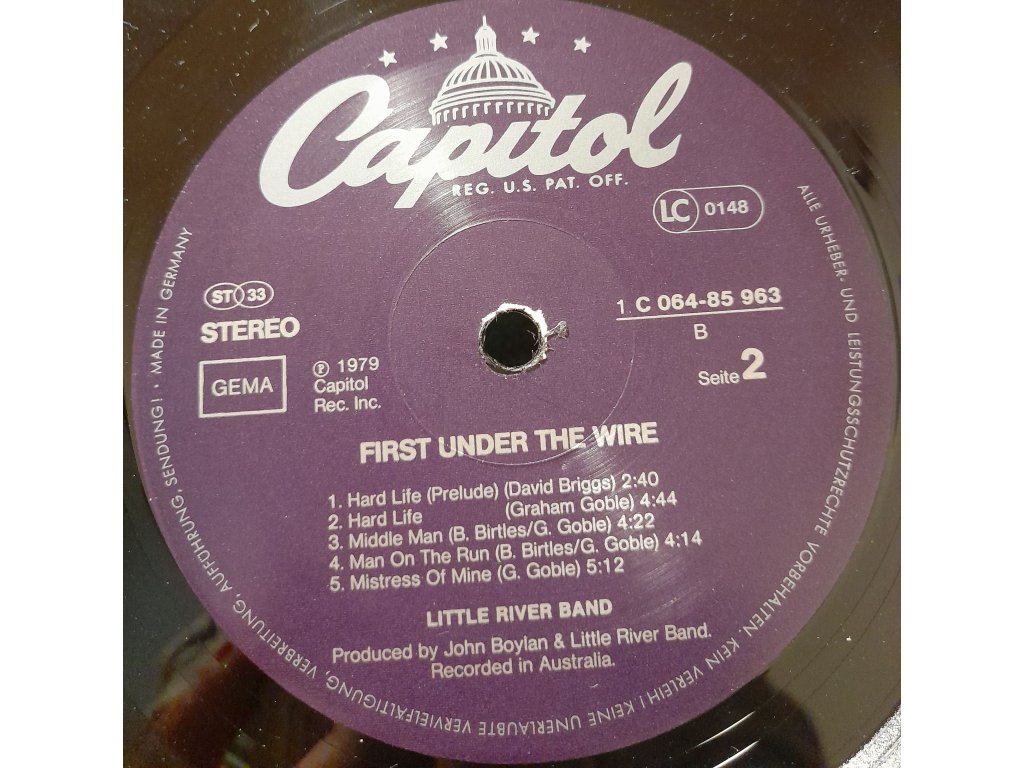 Capitol
REG. U.S. PAT. OFF.
LC 0148
ST 33
STEREO
GEMA
℗ 1979
Capitol
Rec. Inc.
1 C 064-85 963
B
Seite 2
FIRST UNDER THE WIRE
1. Hard Life (Prelude) (David Briggs) 2:40
2. Hard Life (Graham Goble) 4:44
3. Middle Man (B. Birtles/G. Goble) 4:22
4. Man On The Run (B. Birtles/G. Goble) 4:14
5. Mistress Of Mine (G. Goble) 5:12
LITTLE RIVER BAND
Produced by John Boylan & Little River Band.
Recorded in Australia.
ALLE URHEBER- UND LEISTUNGSSCHUTZRECHTE VORBEHALTEN. KEIN VERLEIH! KEINE UNERLAUBTE VERVIELFÄLTIGUNG, VERBREITUNG, AUFFÜHRUNG, SENDUNG! • MADE IN GERMANY